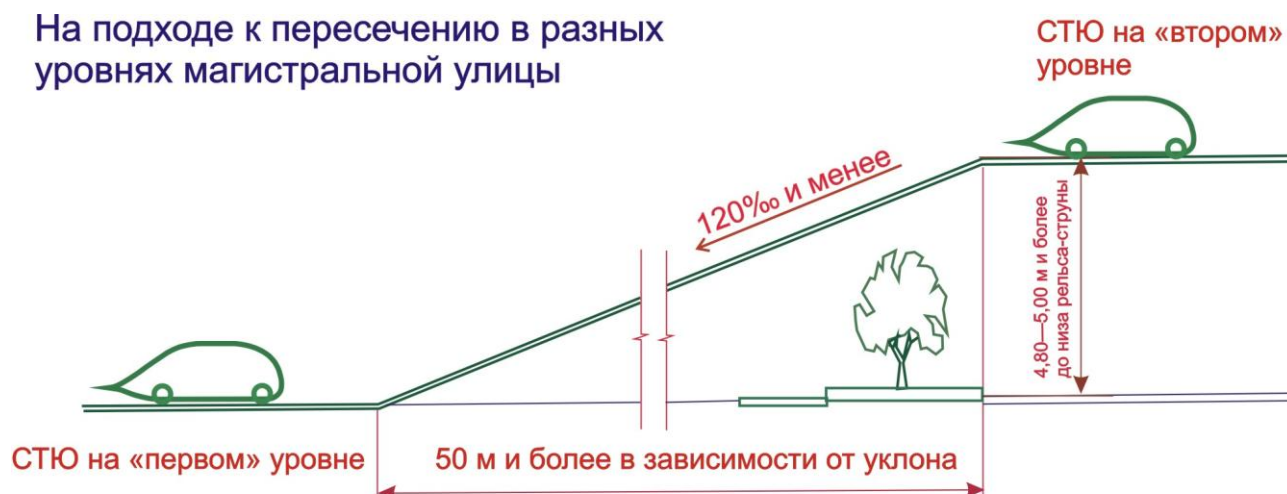 На подходе к пересечению в разных
уровнях магистральной улицы
СТЮ на «втором»
уровне
120‰ и менее
4,80—5,00 м и более
до низа рельса-струны
СТЮ на «первом» уровне
50 м и более в зависимости от уклона